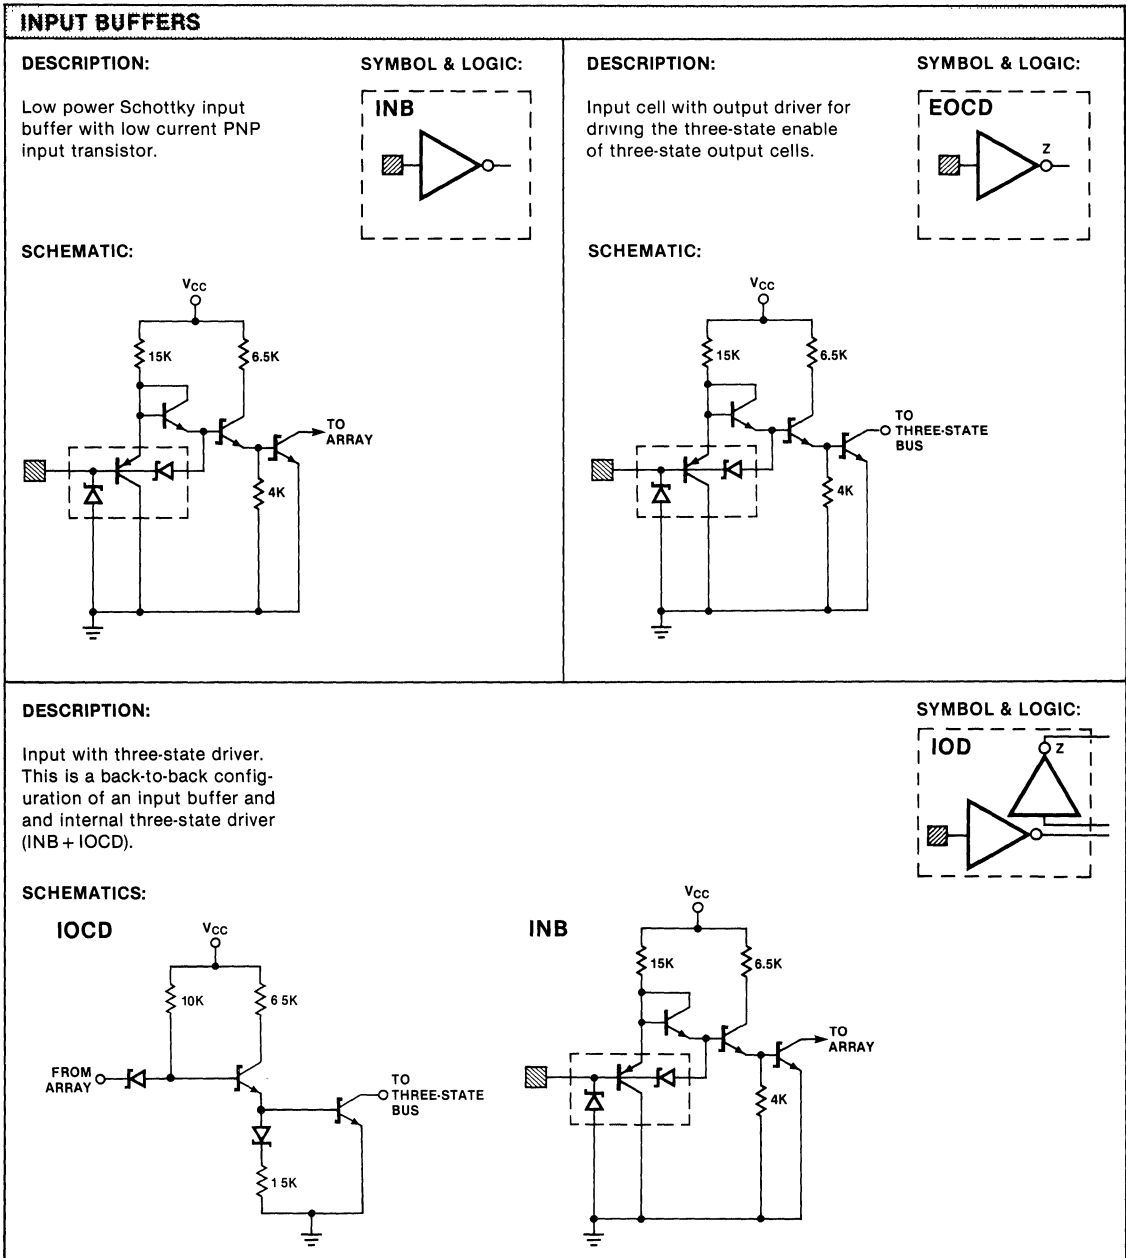 INPUT BUFFERS
DESCRIPTION:
Low power Schottky input
buffer with low current PNP
input transistor.
SYMBOL & LOGIC:
INB
SCHEMATIC:
VCC
15K
6.5K
TO
ARRAY
4K
DESCRIPTION:
Input cell with output driver for
driving the three-state enable
of three-state output cells.
SYMBOL & LOGIC:
EOCD
Z
SCHEMATIC:
VCC
15K
6.5K
TO
THREE-STATE
BUS
4K
DESCRIPTION:
Input with three-state driver.
This is a back-to-back config-
uration of an input buffer and
and internal three-state driver
(INB + IOCD).
SYMBOL & LOGIC:
IOD
Z
SCHEMATICS:
IOCD
VCC
10K
6 5K
FROM
ARRAY
TO
THREE-STATE
BUS
1 5K
INB
VCC
15K
6.5K
TO
ARRAY
4K